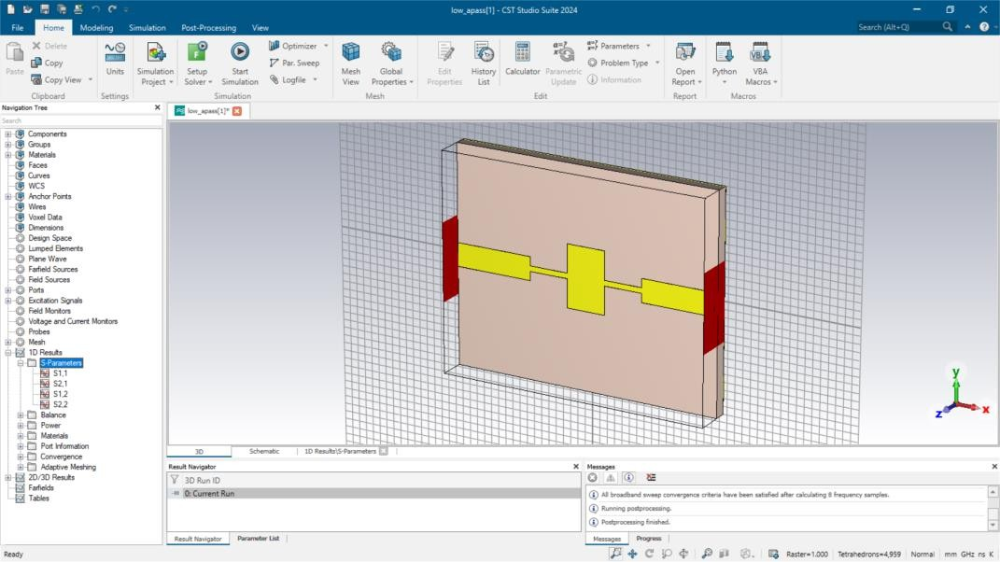 low_apass[1] - CST Studio Suite 2024
File Home Modeling Simulation Post-Processing View Search (Alt+Q)
Paste
Delete
Copy
Copy View
Clipboard
Units
Settings
Simulation Project
Setup Solver
Start Simulation
Optimizer
Par. Sweep
Logfile
Simulation
Mesh View
Global Properties
Mesh
Edit Properties
History List
Calculator
Parametric Update
Parameters
Problem Type
Information
Edit
Open Report
Report
Python
VBA Macros
Macros
Navigation Tree
Search
Components
Groups
Materials
Faces
Curves
WCS
Anchor Points
Wires
Voxel Data
Dimensions
Design Space
Lumped Elements
Plane Wave
Farfield Sources
Field Sources
Ports
Excitation Signals
Field Monitors
Voltage and Current Monitors
Probes
Mesh
1D Results
S-Parameters
S1,1
S2,1
S1,2
S2,2
Balance
Power
Materials
Port Information
Convergence
Adaptive Meshing
2D/3D Results
Farfields
Tables
low_apass[1]*
y
x
z
3D Schematic 1D Results\S-Parameters
Result Navigator
3D Run ID
0: Current Run
Result Navigator Parameter List
Messages
All broadband sweep convergence criteria have been satisfied after calculating 8 frequency samples.
Running postprocessing.
Postprocessing finished.
Messages Progress
Ready
Raster=1.000 Tetrahedrons=4,959 Normal mm GHz ns K